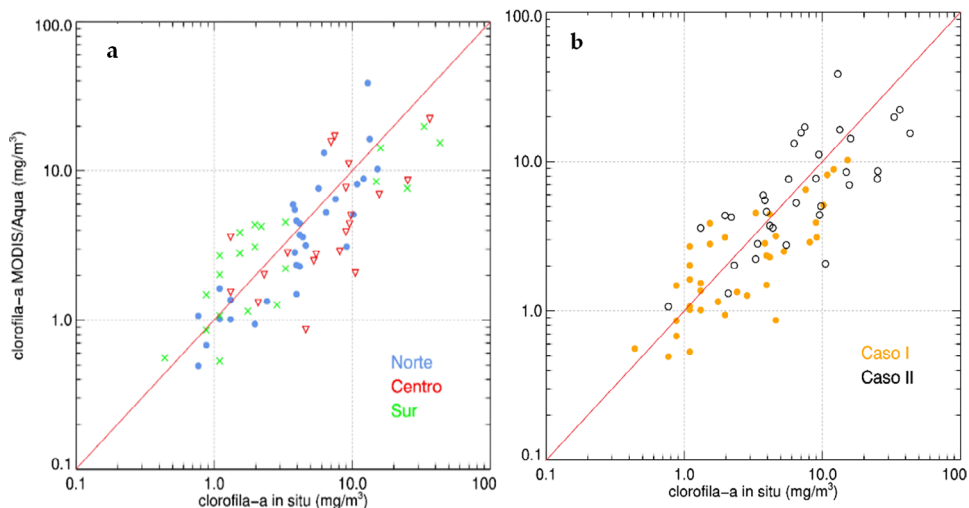 a
100.0
10.0
1.0
0.1
clorofila-a MODIS/Aqua (mg/m³)
Norte
Centro
Sur
0.1
1.0
10.0
100
clorofila-a in situ (mg/m³)
b
100.0
10.0
1.0
0.1
Caso I
Caso II
0.1
1.0
10.0
100
clorofila-a in situ (mg/m³)